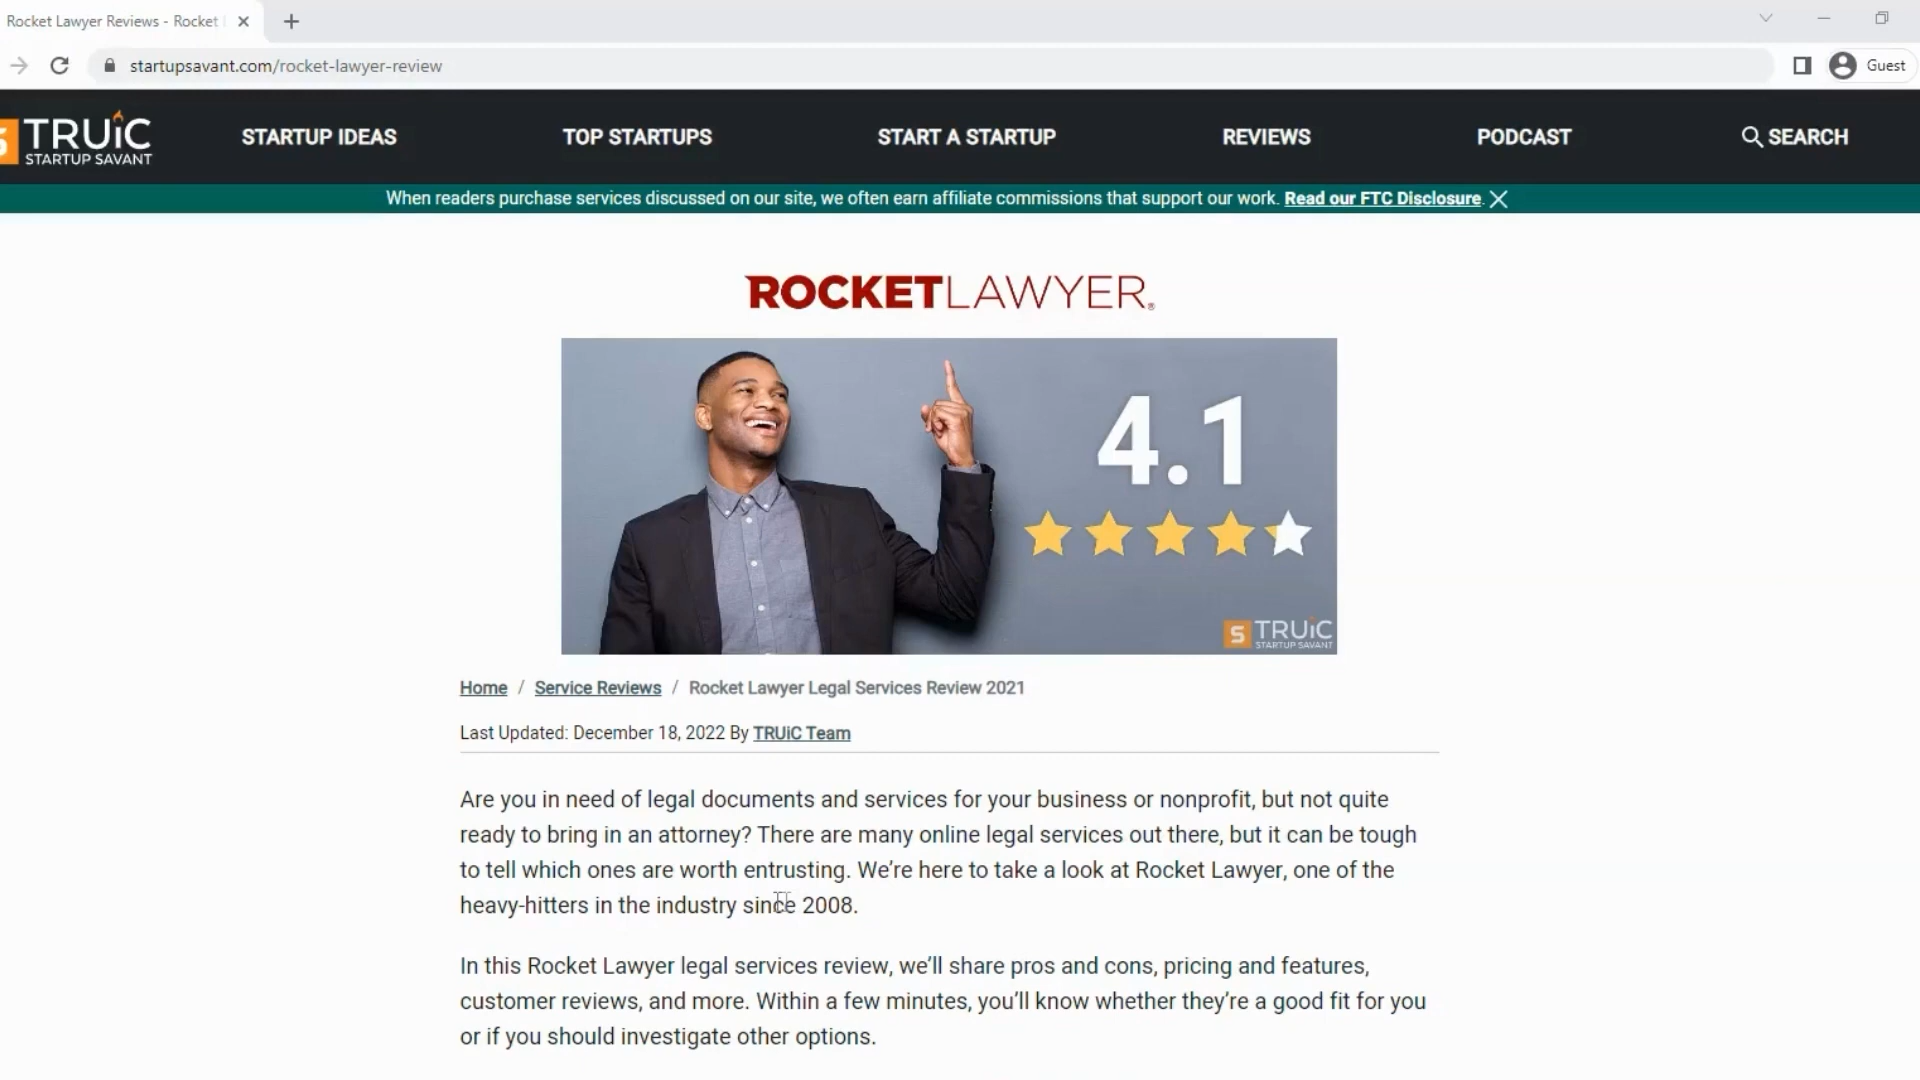 Rocket Lawyer Reviews - Rocket
startupsavant.com/rocket-lawyer-review
Guest
S TRUiC
STARTUP SAVANT
STARTUP IDEAS
TOP STARTUPS
START A STARTUP
REVIEWS
PODCAST
SEARCH
When readers purchase services discussed on our site, we often earn affiliate commissions that support our work. Read our FTC Disclosure.
ROCKETLAWYER®
4.1
S TRUiC
STARTUP SAVANT
Home / Service Reviews / Rocket Lawyer Legal Services Review 2021
Last Updated: December 18, 2022 By TRUiC Team
Are you in need of legal documents and services for your business or nonprofit, but not quite
ready to bring in an attorney? There are many online legal services out there, but it can be tough
to tell which ones are worth entrusting. We’re here to take a look at Rocket Lawyer, one of the
heavy-hitters in the industry since 2008.
In this Rocket Lawyer legal services review, we’ll share pros and cons, pricing and features,
customer reviews, and more. Within a few minutes, you’ll know whether they’re a good fit for you
or if you should investigate other options.